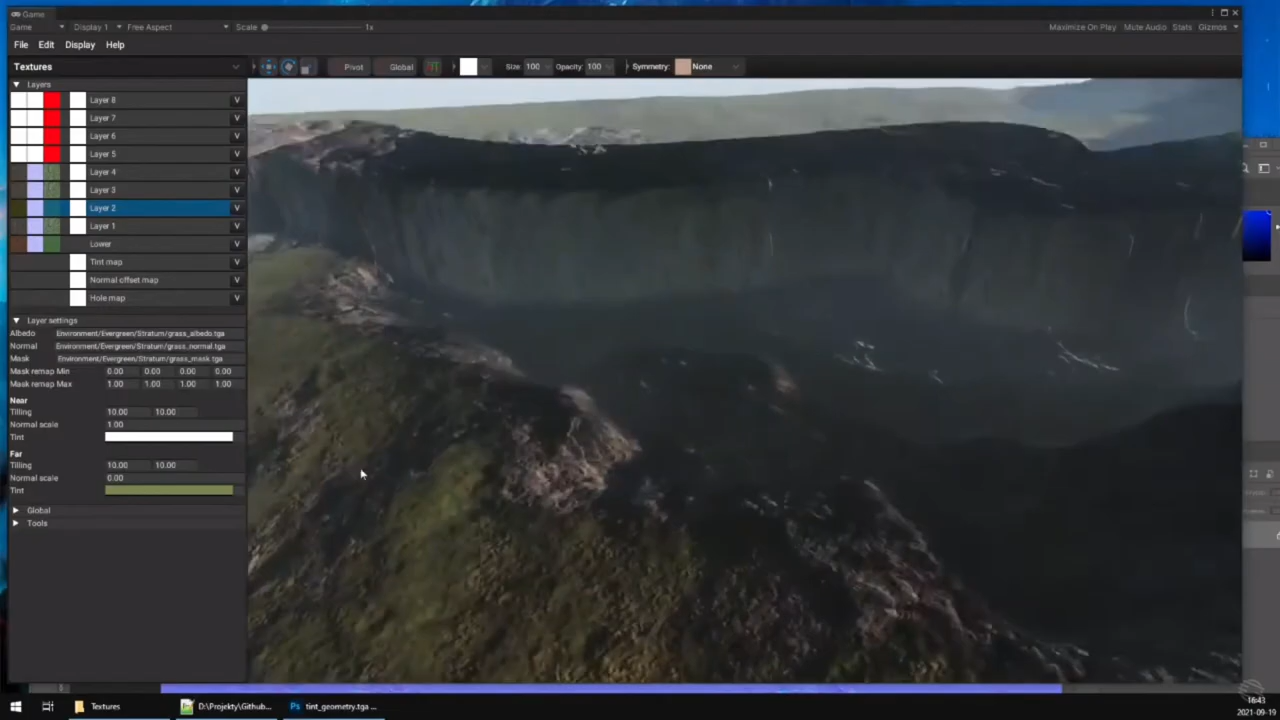 Game
Game Display 1 Free Aspect Scale 1x Maximize On Play Mute Audio Stats Gizmos
File Edit Display Help
Textures Pivot Global Size: 100 Opacity: 100 Symmetry: None
Layers
Layer 8 V
Layer 7 V
Layer 6 V
Layer 5 V
Layer 4 V
Layer 3 V
Layer 2 V
Layer 1 V
Lower V
Tint map V
Normal offset map V
Hole map V
Layer settings
Albedo Environment/Evergreen/Stratum/grass_albedo.tga
Normal Environment/Evergreen/Stratum/grass_normal.tga
Mask Environment/Evergreen/Stratum/grass_mask.tga
Mask remap Min 0.00 0.00 0.00 0.00
Mask remap Max 1.00 1.00 1.00 1.00
Near
Tilling 10.00 10.00
Normal scale 1.00
Tint
Far
Tilling 10.00 10.00
Normal scale 0.00
Tint
Global
Tools
Textures D:\Projekty\Github... Ps tint_geometry.tga ...
16:43
2021-09-19